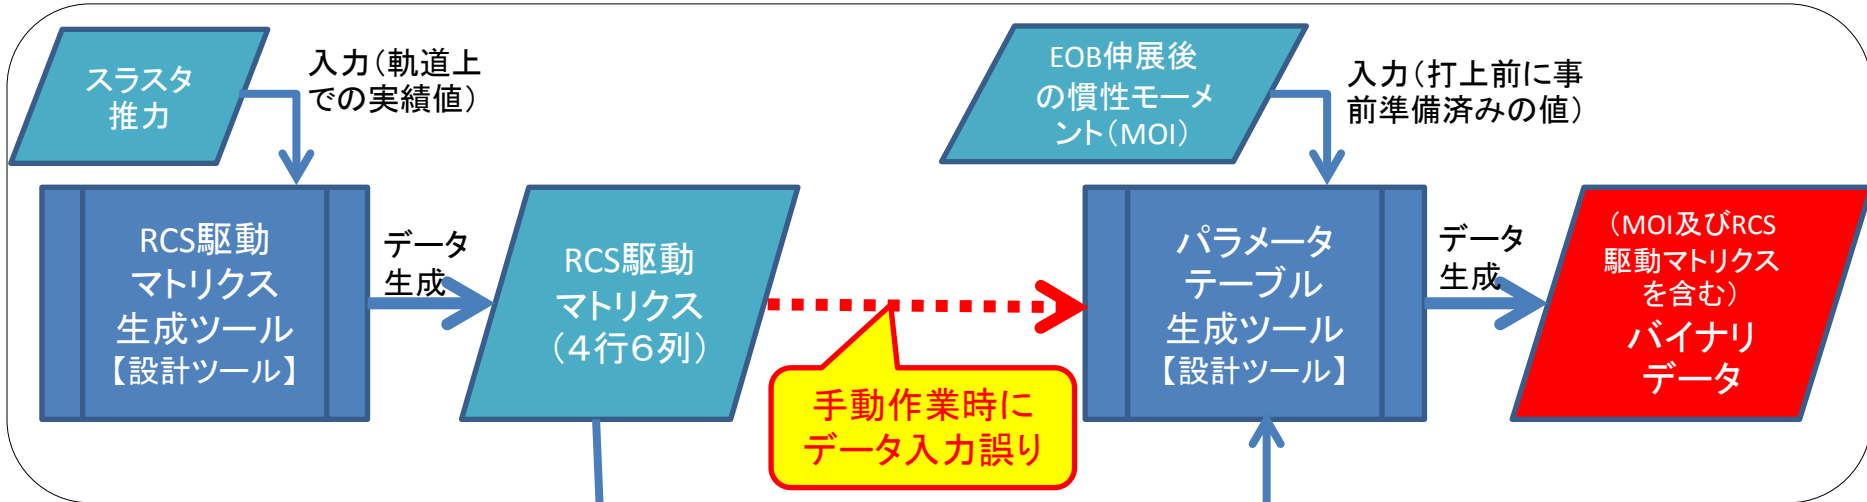 スラスタ
推力
入力（軌道上
での実績値）
EOB伸展後
の慣性モーメ
ント（MOI）
入力（打上前に事
前準備済みの値）
RCS駆動
マトリクス
生成ツール
【設計ツール】
データ
生成
RCS駆動
マトリクス
（４行６列）
手動作業時に
データ入力誤り
パラメータ
テーブル
生成ツール
【設計ツール】
データ
生成
（MOI及びRCS
駆動マトリクス
を含む）
バイナリ
データ